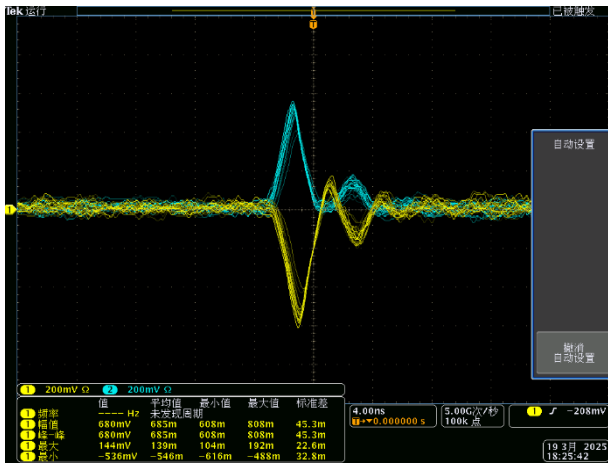 Tek 运行
已被触发
T
自动设置
1
撤消
自动设置
1 200mV Ω 2 200mV Ω
值 平均值 最小值 最大值 标准差
1 频率 ---- Hz 未发现周期
1 幅值 680mV 685m 608m 808m 45.3m
1 峰-峰 680mV 685m 608m 808m 45.3m
1 最大 144mV 139m 104m 192m 22.6m
1 最小 -536mV -546m -616m -488m 32.8m
4.00ns
T→▼0.000000 s
5.00G次/秒
100k 点
1 ∫ -208mV
19 3月 2025
18:25:42